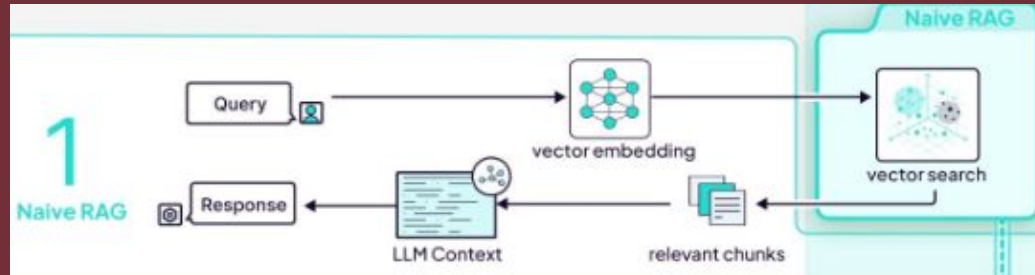 Naive RAG
Query
vector embedding
vector search
1
Naive RAG
Response
LLM Context
relevant chunks